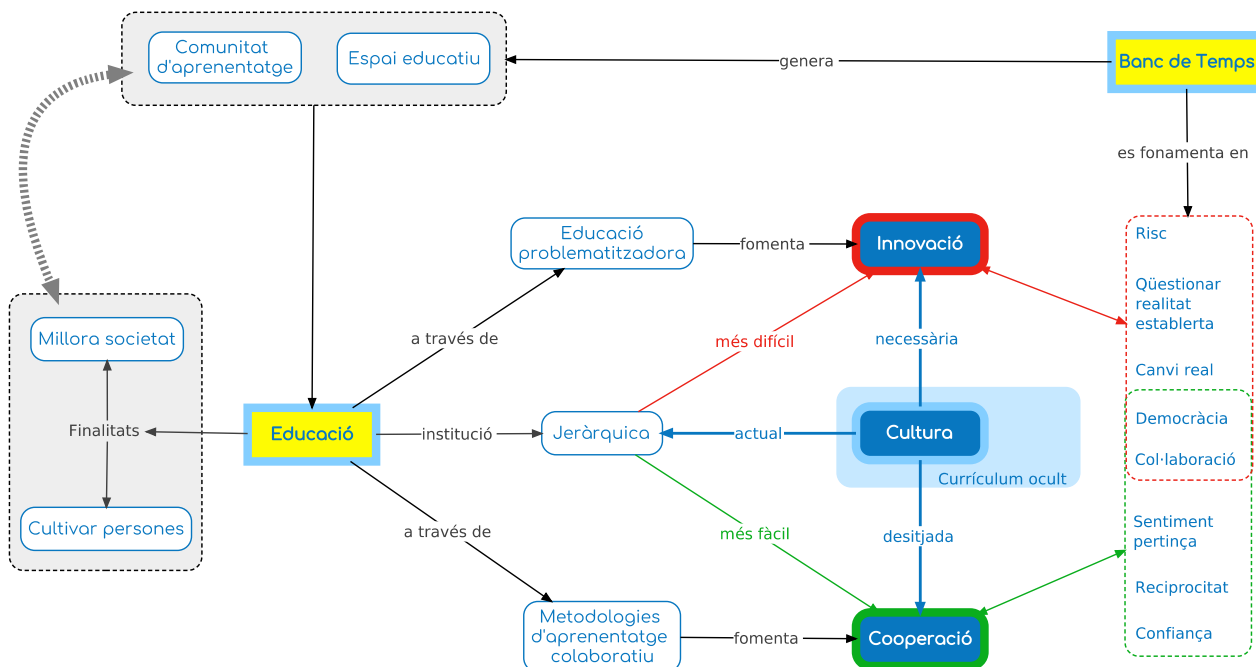 Comunitat
d'aprenentatge
Espai educatiu
genera
Banc de Temps
es fonamenta en
Educació
problematitzadora
fomenta
Innovació
Risc
Qüestionar
realitat
establerta
Canvi real
Democràcia
Col·laboració
Sentiment
pertinça
Reciprocitat
Confiança
a través de
més difícil
necessària
Millora societat
Finalitats
Cultivar persones
Educació
institució
Jeràrquica
actual
Cultura
Currículum ocult
a través de
més fàcil
desitjada
Metodologies
d'aprenentatge
colaboratiu
fomenta
Cooperació